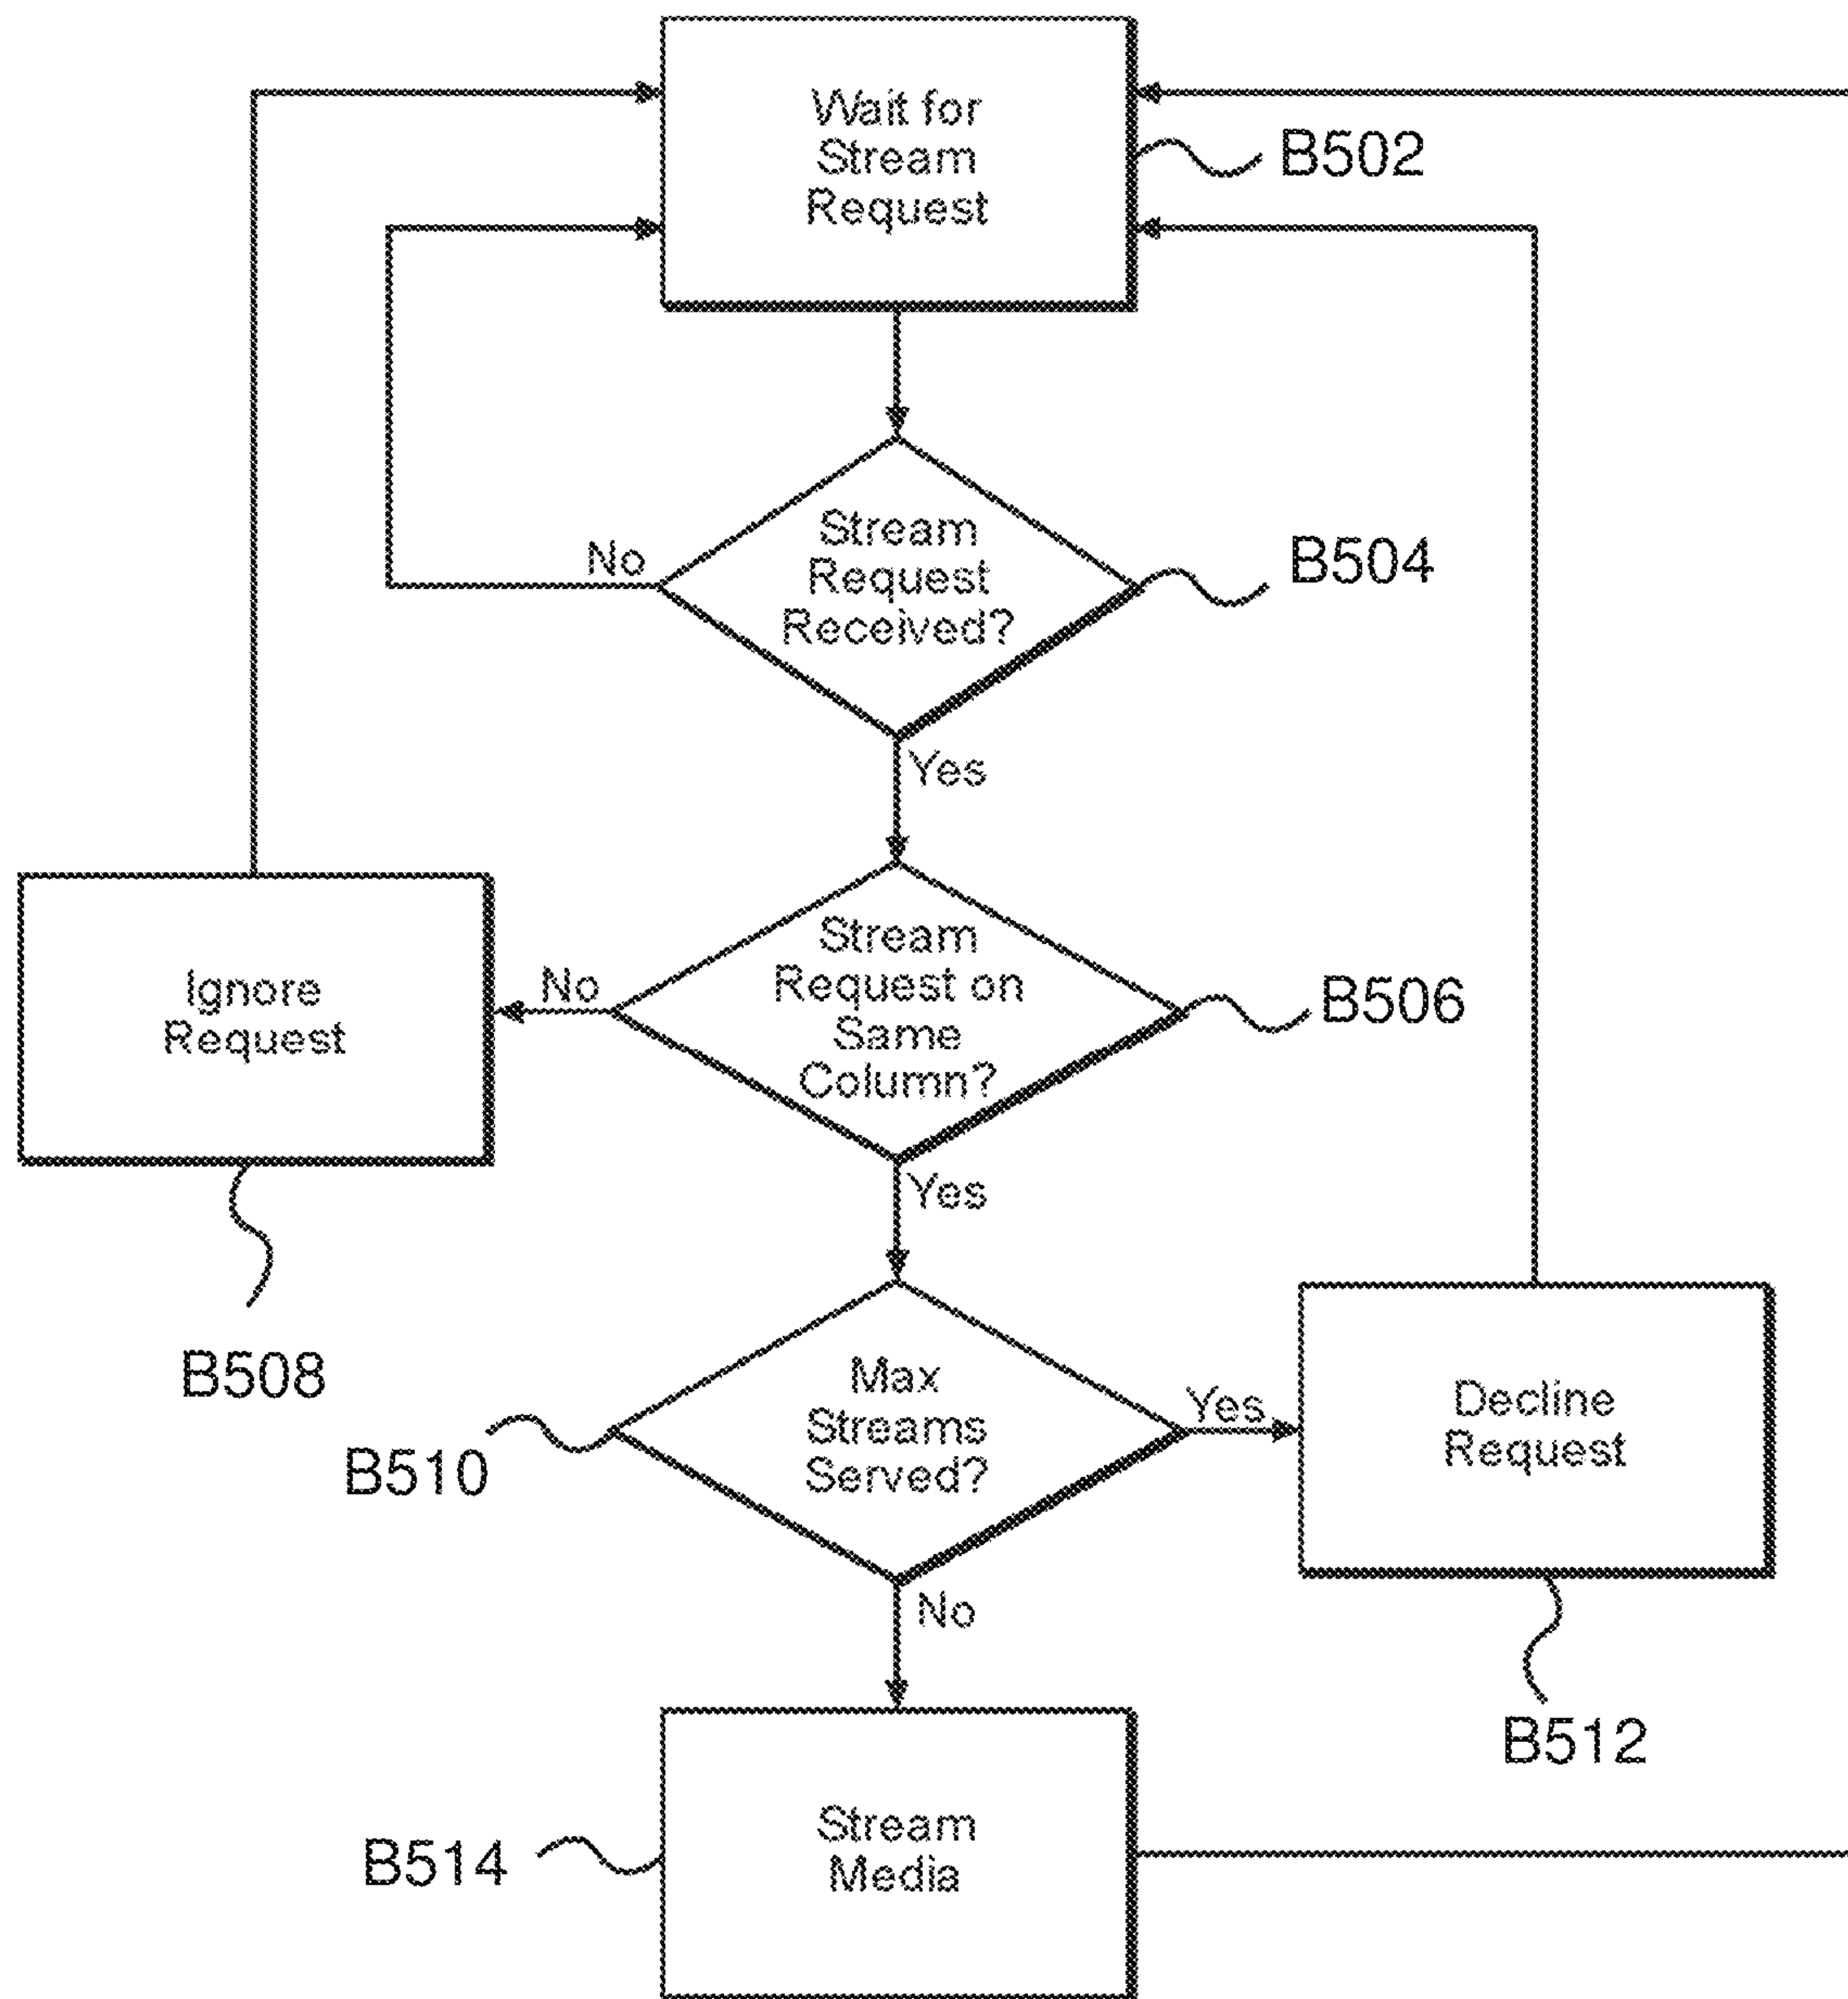 Wait for
Stream
Request
B502
Stream
Request
Received?
B504
No
Yes
Stream
Request on
Same
Column?
B506
No
Ignore
Request
B508
Yes
Max
Streams
Served?
B510
Yes
Decline
Request
B512
No
Stream
Media
B514